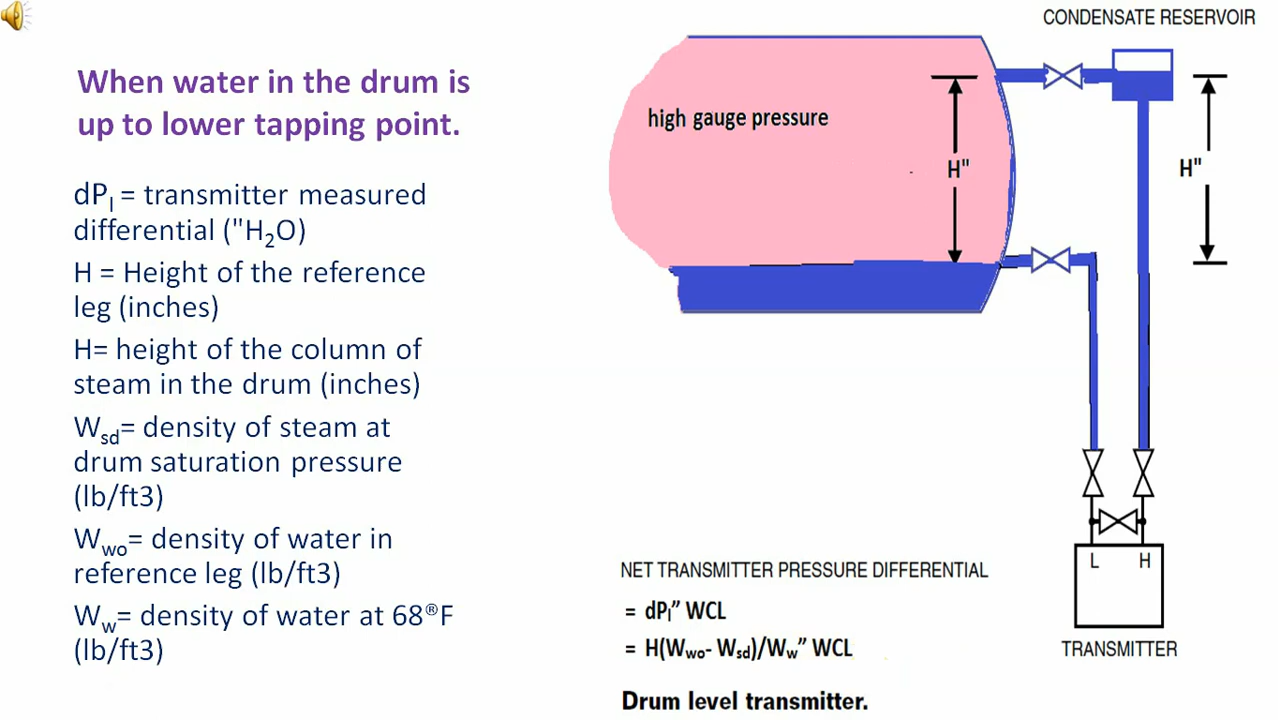 When water in the drum is
up to lower tapping point.
dPl = transmitter measured
differential ("H2O)
H = Height of the reference
leg (inches)
H= height of the column of
steam in the drum (inches)
Wsd= density of steam at
drum saturation pressure
(lb/ft3)
Wwo= density of water in
reference leg (lb/ft3)
Ww= density of water at 68®F
(lb/ft3)
CONDENSATE RESERVOIR
high gauge pressure
H"
H"
L H
TRANSMITTER
NET TRANSMITTER PRESSURE DIFFERENTIAL
= dPl” WCL
= H(Wwo- Wsd)/Ww” WCL
Drum level transmitter.